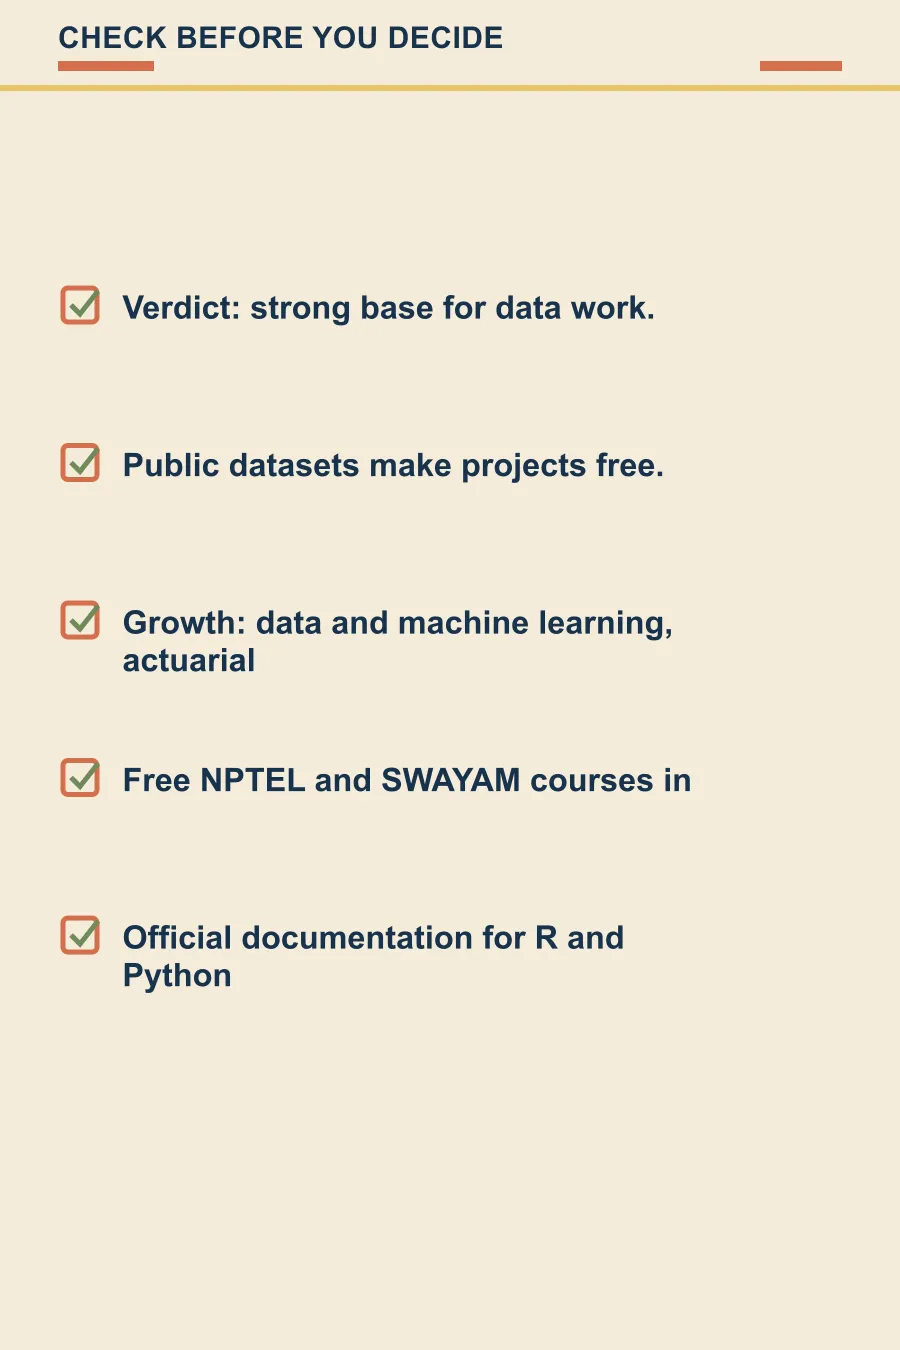 CHECK BEFORE YOU DECIDE
Verdict: strong base for data work.
Public datasets make projects free.
Growth: data and machine learning,
actuarial
Free NPTEL and SWAYAM courses in
Official documentation for R and
Python